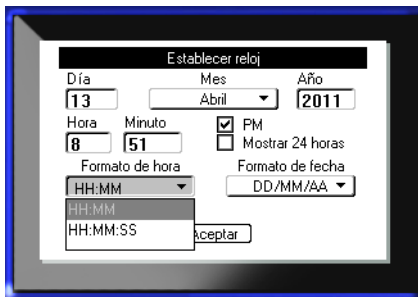 Establecer reloj
Día Mes Año
13 Abril 2011
Hora Minuto PM
8 51 Mostrar 24 horas
Formato de hora Formato de fecha
HH:MM DD/MM/AA
HH:MM
HH:MM:SS
Aceptar